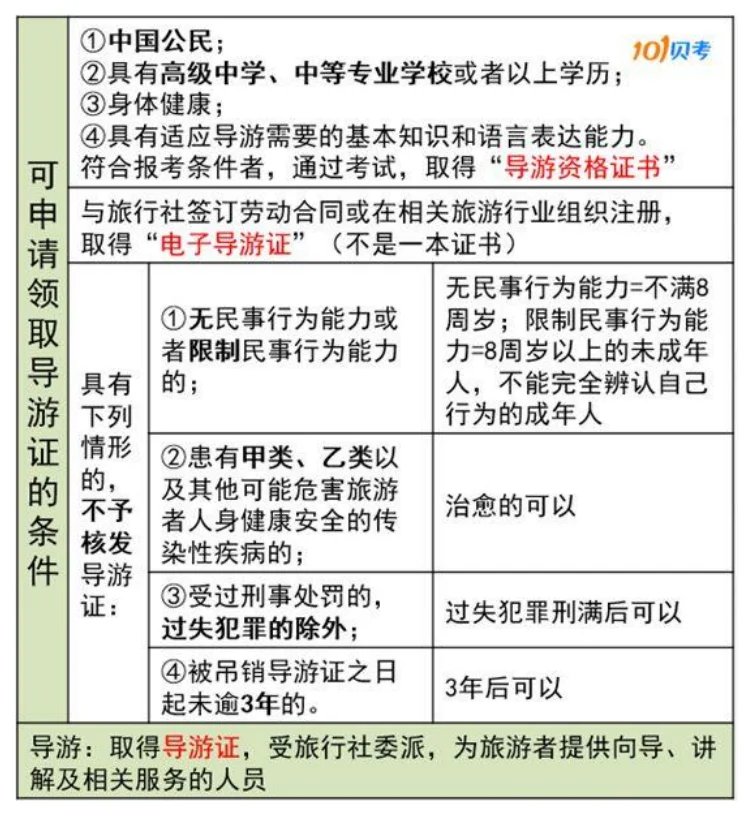 可申请领取导游证的条件
①中国公民；
101贝考
②具有高级中学、中等专业学校或者以上学历；
③身体健康；
④具有适应导游需要的基本知识和语言表达能力。
符合报考条件者，通过考试，取得“导游资格证书”
与旅行社签订劳动合同或在相关旅游行业组织注册，
取得“电子导游证”（不是一本证书）
具有
下列
情形
的，
不予
核发
导游
证：
①无民事行为能力或
者限制民事行为能力
的；
无民事行为能力=不满8
周岁；限制民事行为能
力=8周岁以上的未成年
人，不能完全辨认自己
行为的成年人
②患有甲类、乙类以
及其他可能危害旅游
者人身健康安全的传
染性疾病的；
治愈的可以
③受过刑事处罚的，
过失犯罪的除外；
过失犯罪刑满后可以
④被吊销导游证之日
起未逾3年的。
3年后可以
导游：取得导游证，受旅行社委派，为旅游者提供向导、讲
解及相关服务的人员